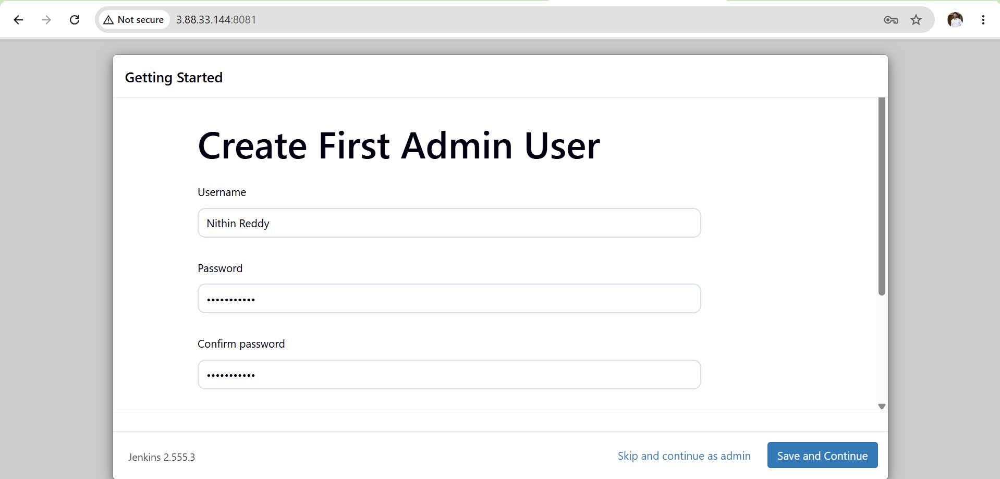 Not secure 3.88.33.144:8081
Getting Started
Create First Admin User
Username
Nithin Reddy
Password
•••••••••••
Confirm password
•••••••••••
Jenkins 2.555.3
Skip and continue as admin
Save and Continue